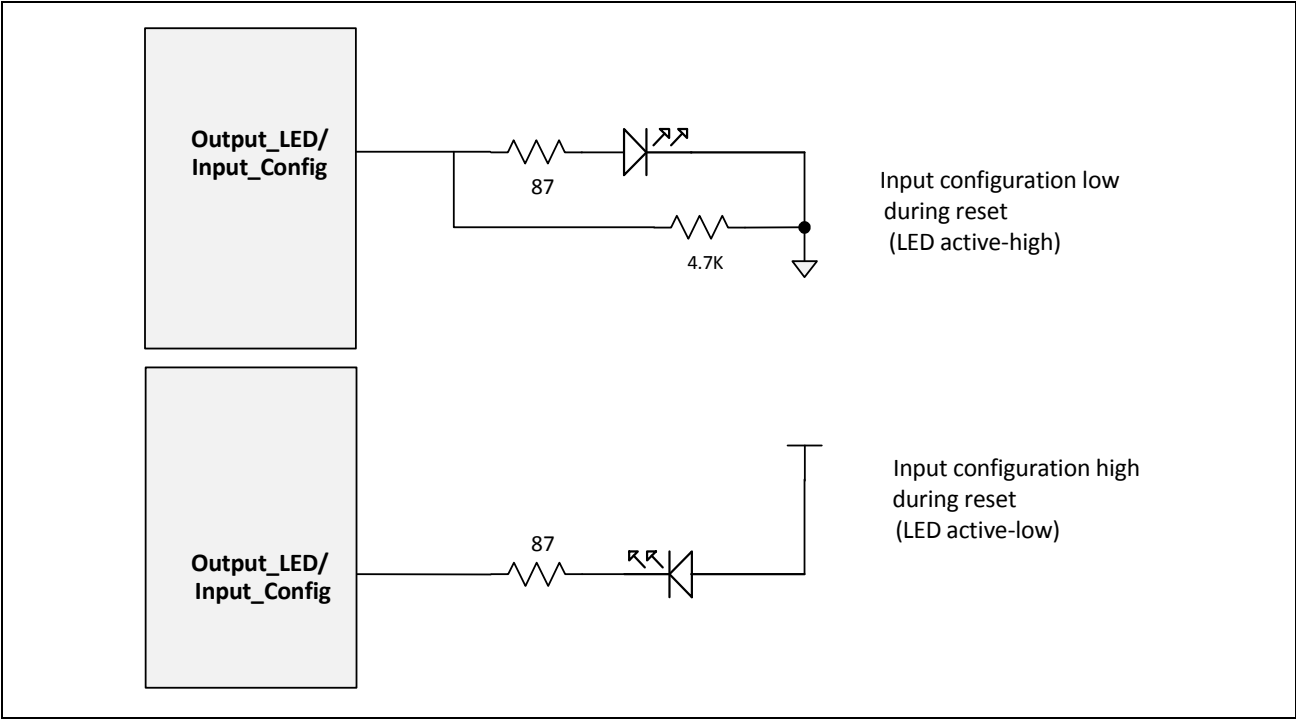 Output_LED/
Input_Config
87
4.7K
Input configuration low
during reset
(LED active-high)
Output_LED/
Input_Config
87
Input configuration high
during reset
(LED active-low)